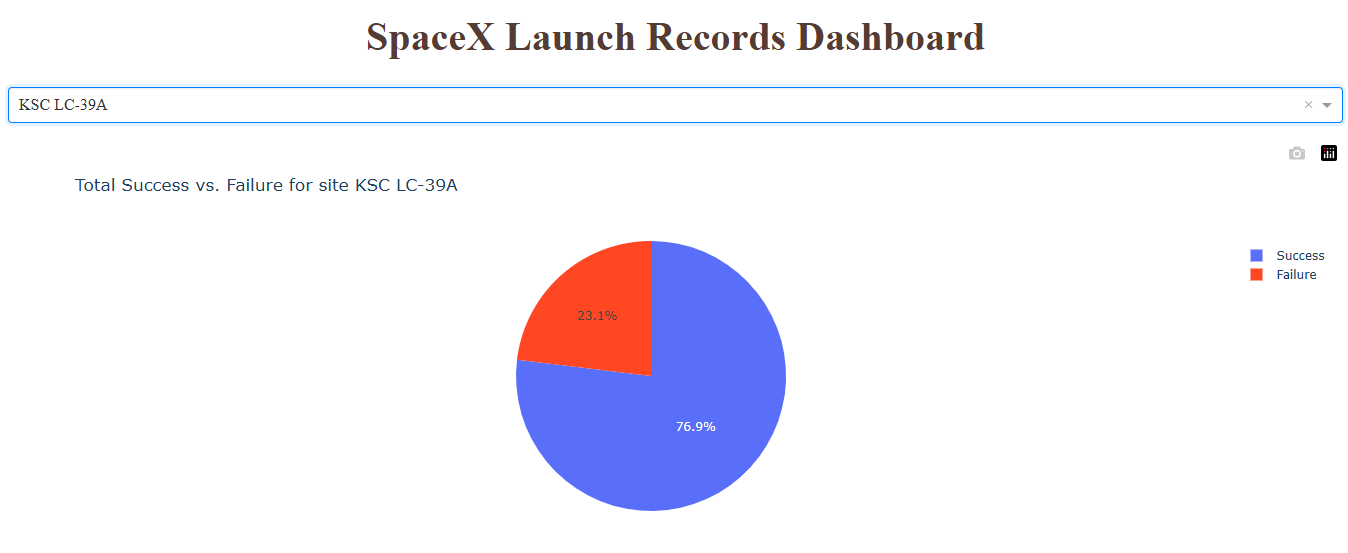 SpaceX Launch Records Dashboard
KSC LC-39A
Total Success vs. Failure for site KSC LC-39A
Success
Failure
23.1%
76.9%